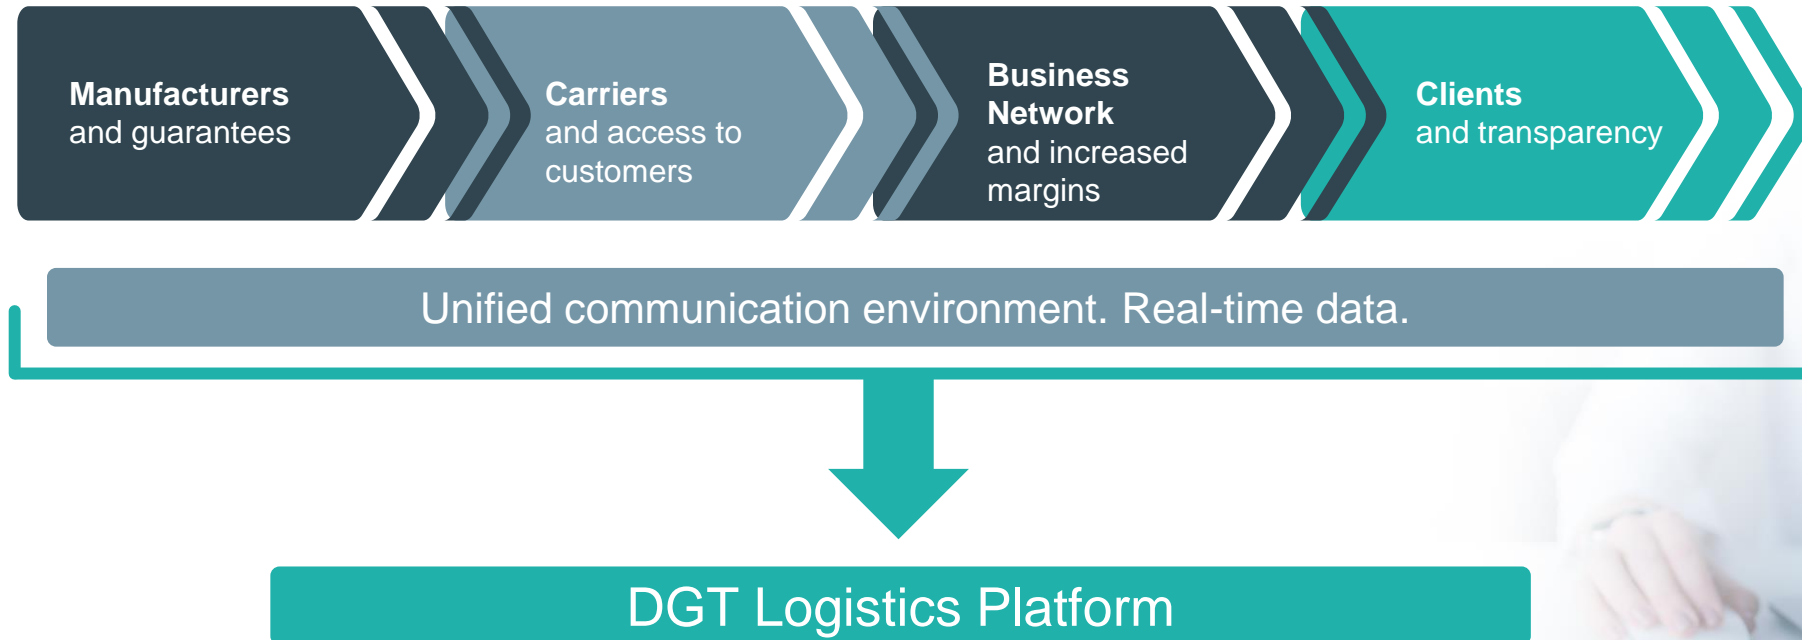 Manufacturers
and guarantees
Carriers
and access to
customers
Business
Network
and increased
margins
Clients
and transparency
Unified communication environment. Real-time data.
DGT Logistics Platform